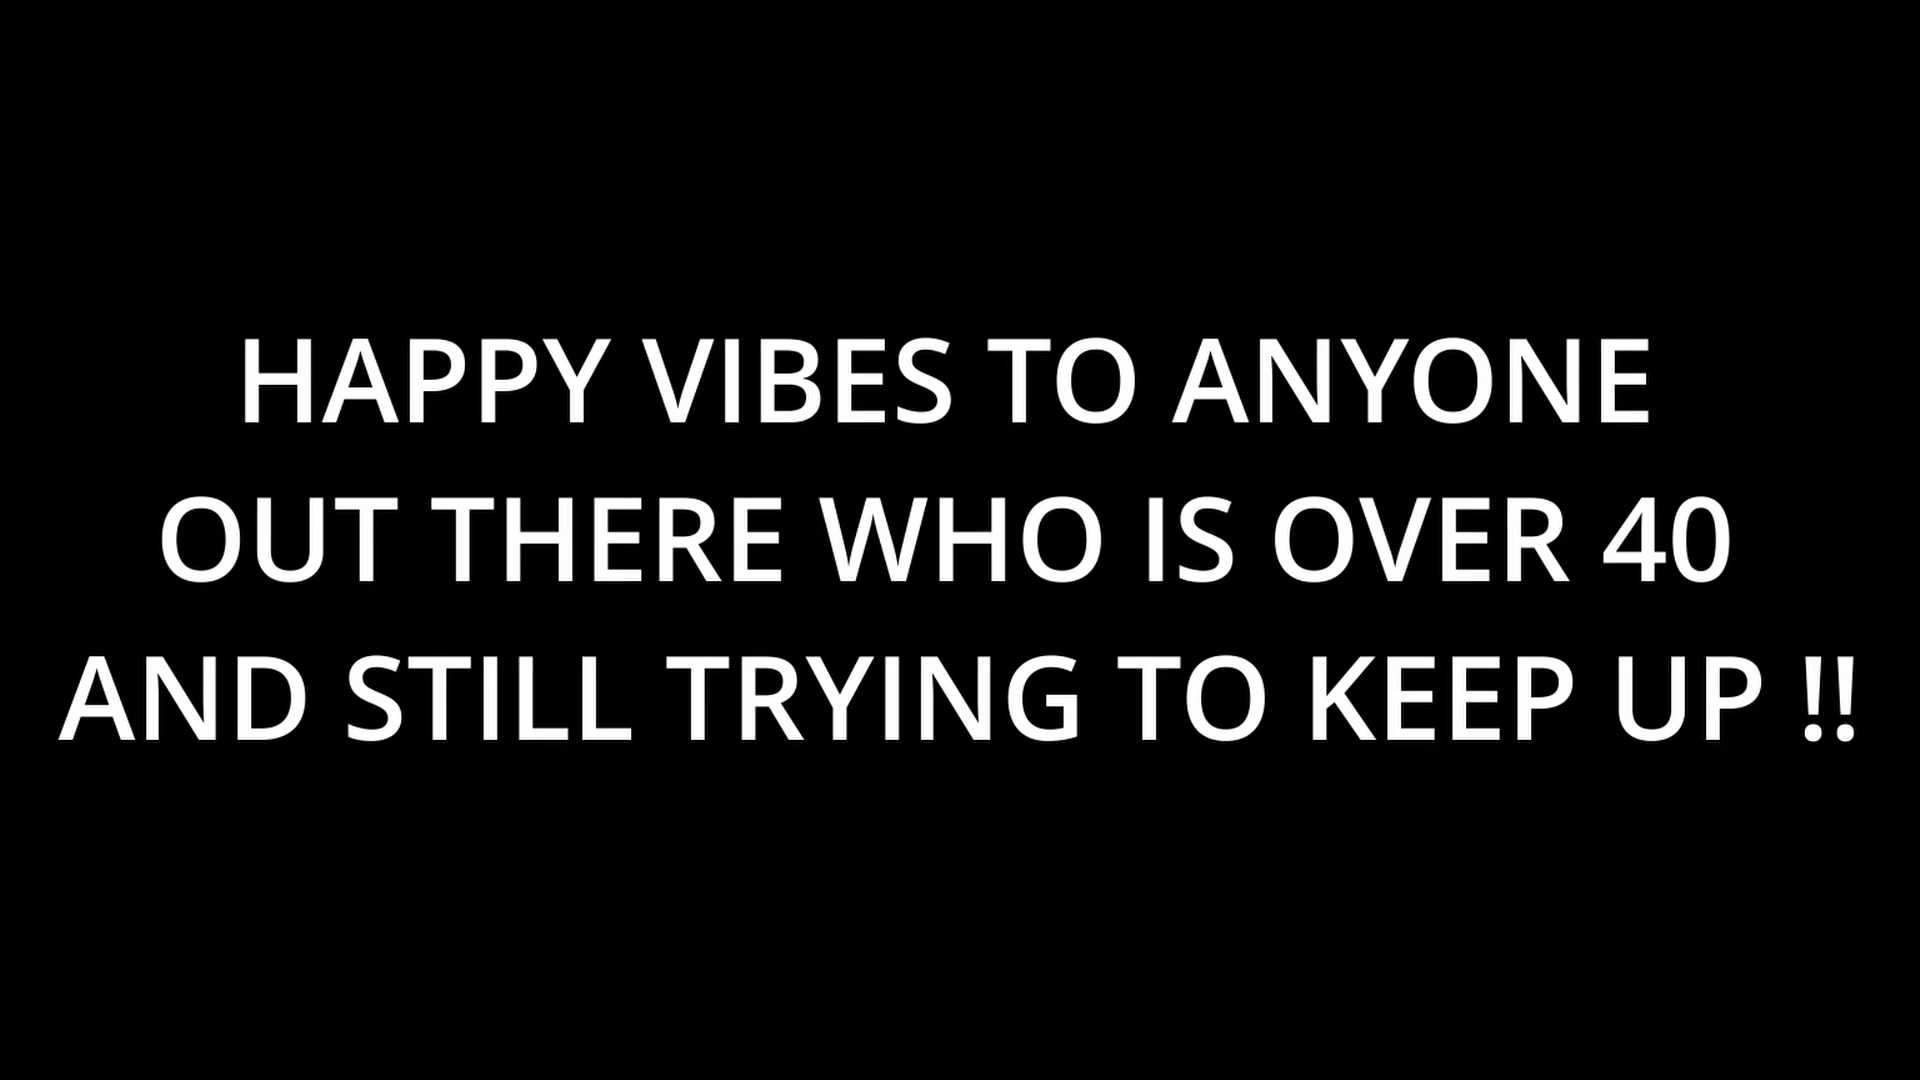 HAPPY VIBES TO ANYONE
OUT THERE WHO IS OVER 40
AND STILL TRYING TO KEEP UP !!